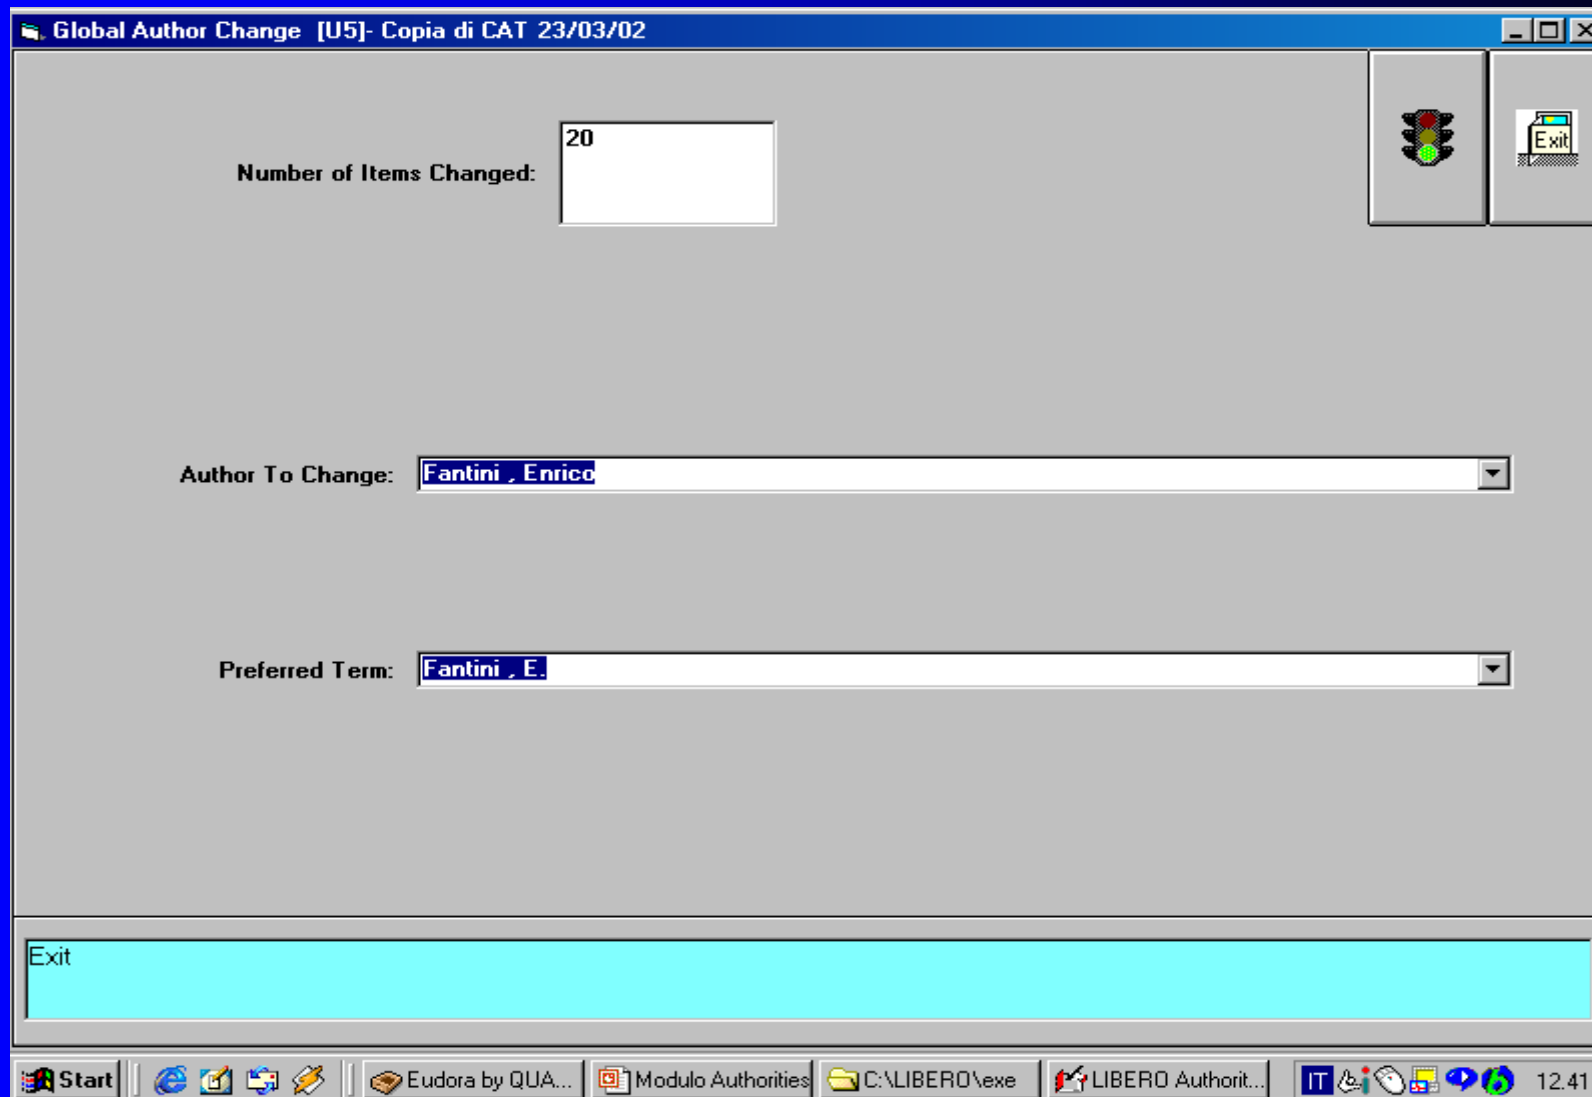 Global Author Change [U5]- Copia di CAT 23/03/02
Number of Items Changed:
20
Exit
Author To Change:
Fantini , Enrico
Preferred Term:
Fantini , E.
Exit
Start
Eudora by QUA...
Modulo Authorities
C:\LIBERO\exe
LIBERO Authorit...
IT
12.41